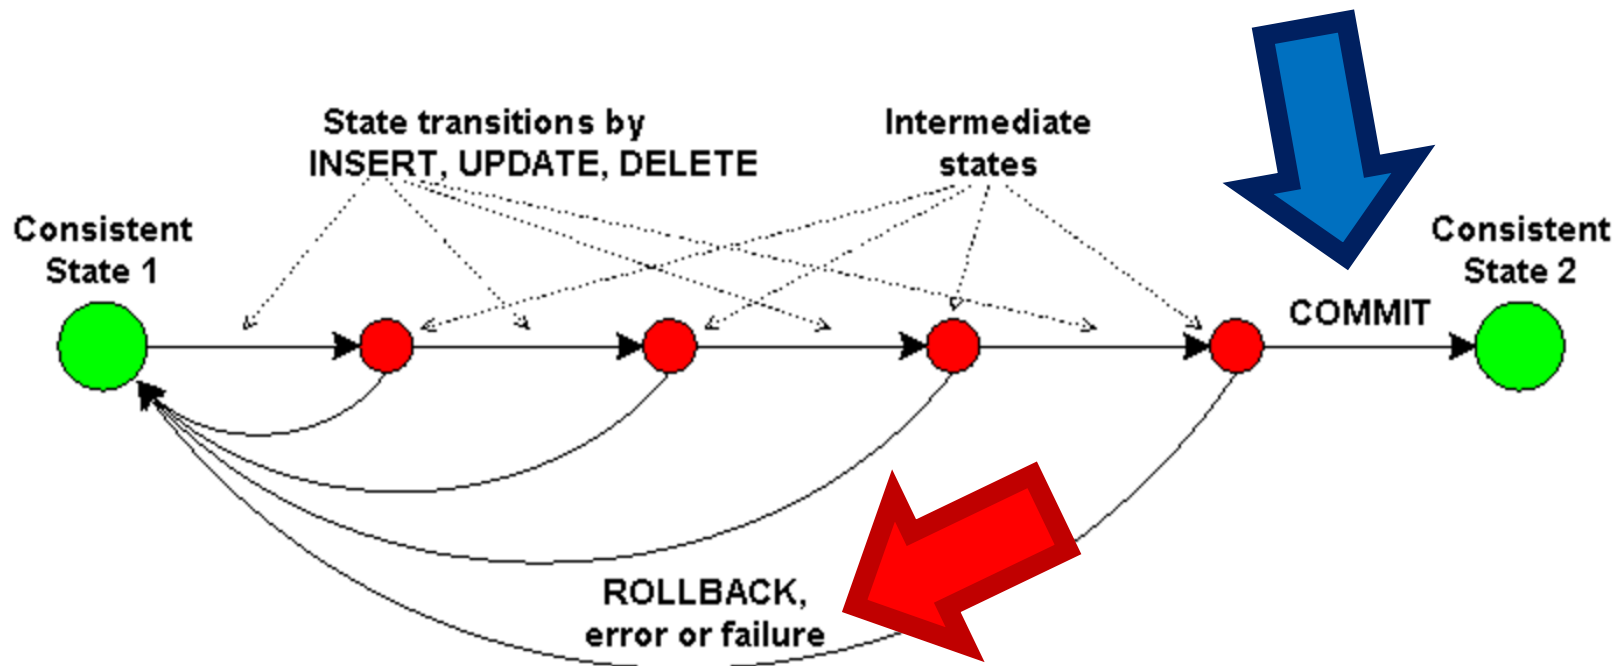 State transitions by
INSERT, UPDATE, DELETE
Intermediate
states
Consistent
State 1
Consistent
State 2
COMMIT
ROLLBACK,
error or failure